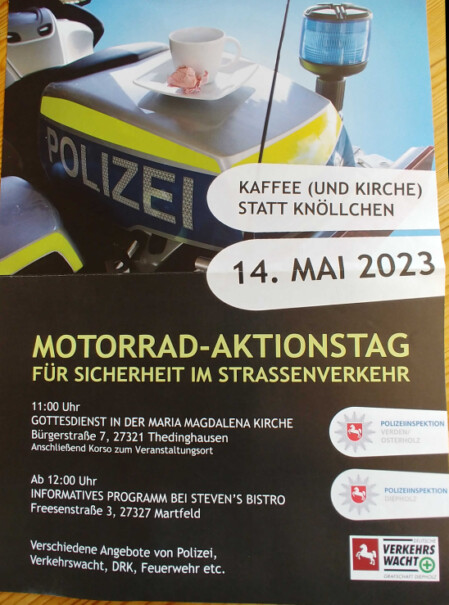 POLIZEI
KAFFEE (UND KIRCHE)
STATT KNÖLLCHEN
14. MAI 2023
MOTORRAD-AKTIONSTAG
FÜR SICHERHEIT IM STRASSENVERKEHR
11:00 Uhr
GOTTESDIENST IN DER MARIA MAGDALENA KIRCHE
Bürgerstraße 7, 27321 Thedinghausen
Anschließend Korso zum Veranstaltungsort
POLIZEIINSPEKTION
VERDEN/
OSTERHOLZ
Ab 12:00 Uhr
INFORMATIVES PROGRAMM BEI STEVEN'S BISTRO
Freesenstraße 3, 27327 Martfeld
POLIZEIINSPEKTION
DIEPHOLZ
Verschiedene Angebote von Polizei,
Verkehrswacht, DRK, Feuerwehr etc.
DEUTSCHE
VERKEHRS
WACHT
GRAFSCHAFT DIEPHOLZ